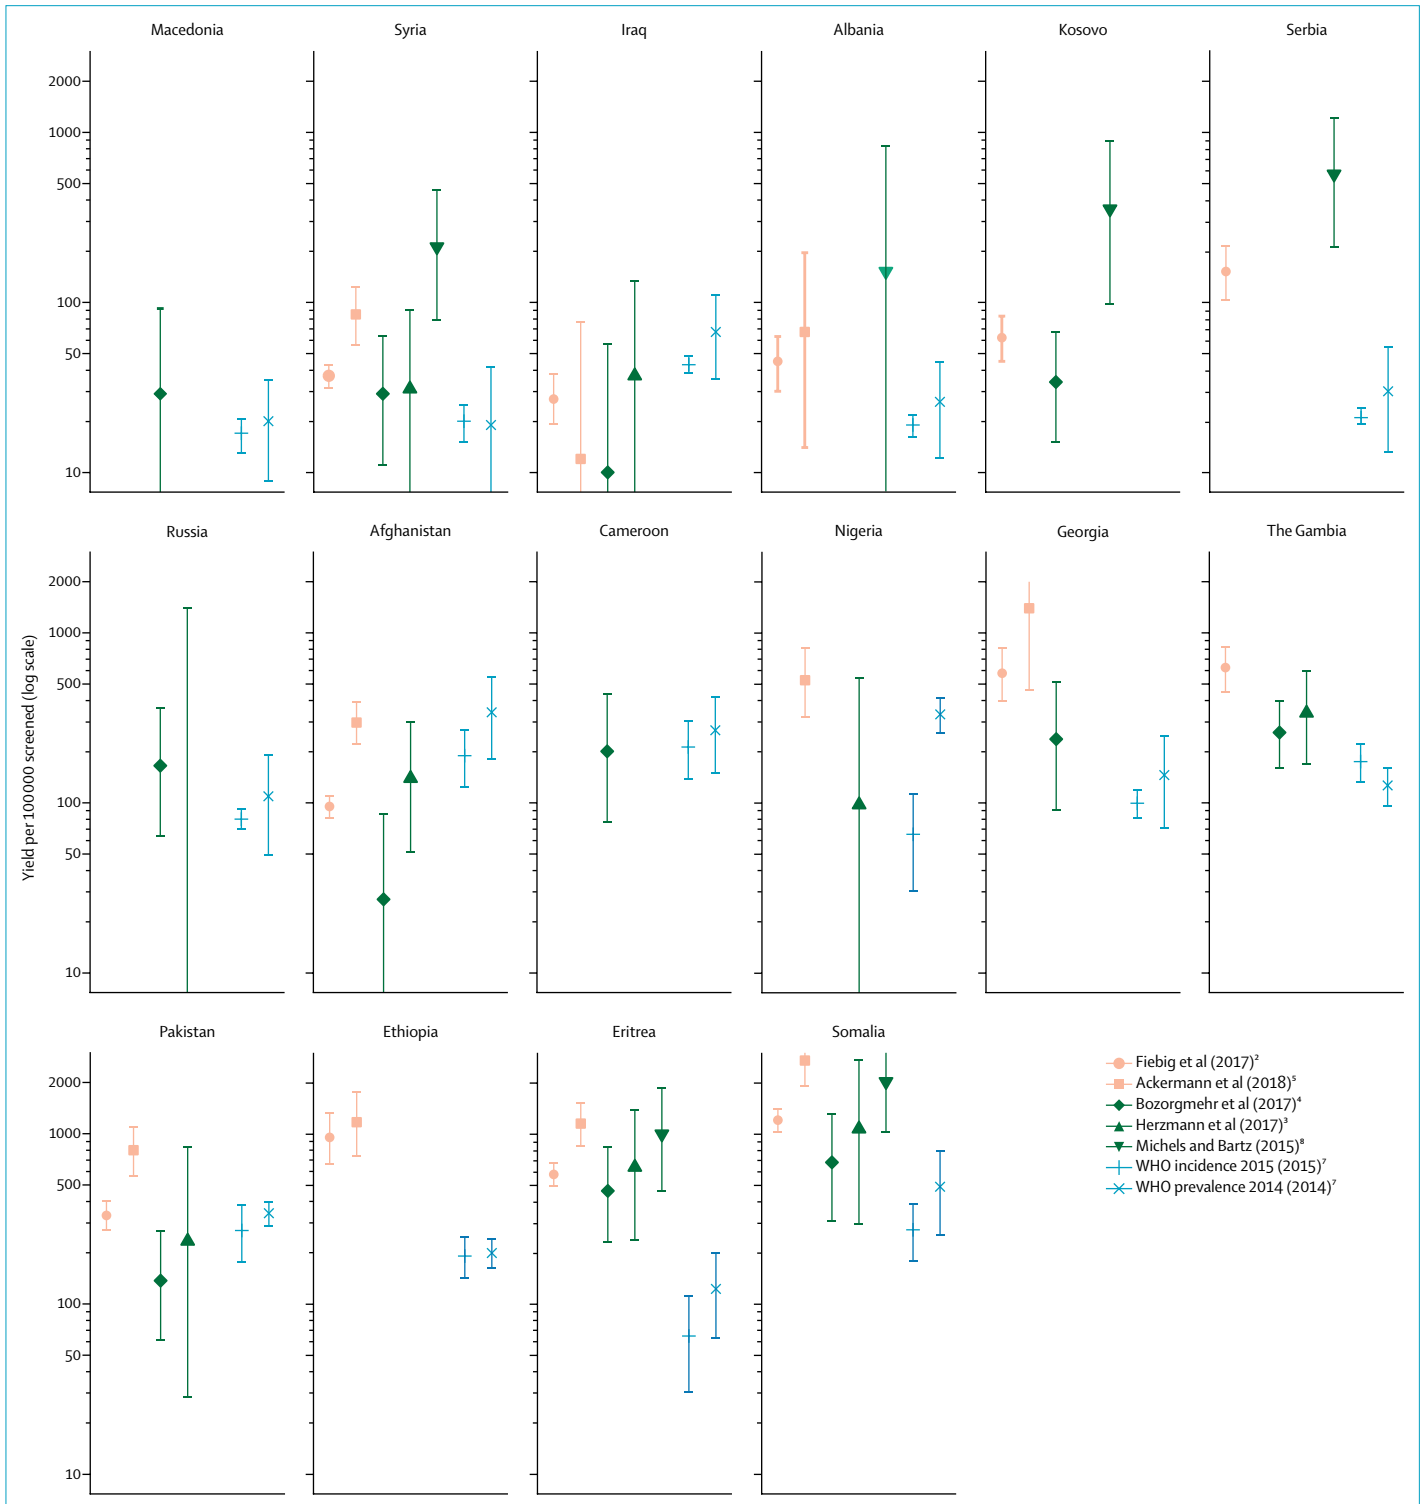 Macedonia Syria Iraq Albania Kosovo Serbia
2000
1000
500
100
50
10
Russia Afghanistan Cameroon Nigeria Georgia The Gambia
2000
1000
500
100
50
10
Yield per 100 000 screened (log scale)
Pakistan Ethiopia Eritrea Somalia
2000
1000
500
100
50
10
Fiebig et al (2017)²
Ackermann et al (2018)⁵
Bozorgmehr et al (2017)⁴
Herzmann et al (2017)³
Michels and Bartz (2015)⁸
WHO incidence 2015 (2015)⁷
WHO prevalence 2014 (2014)⁷